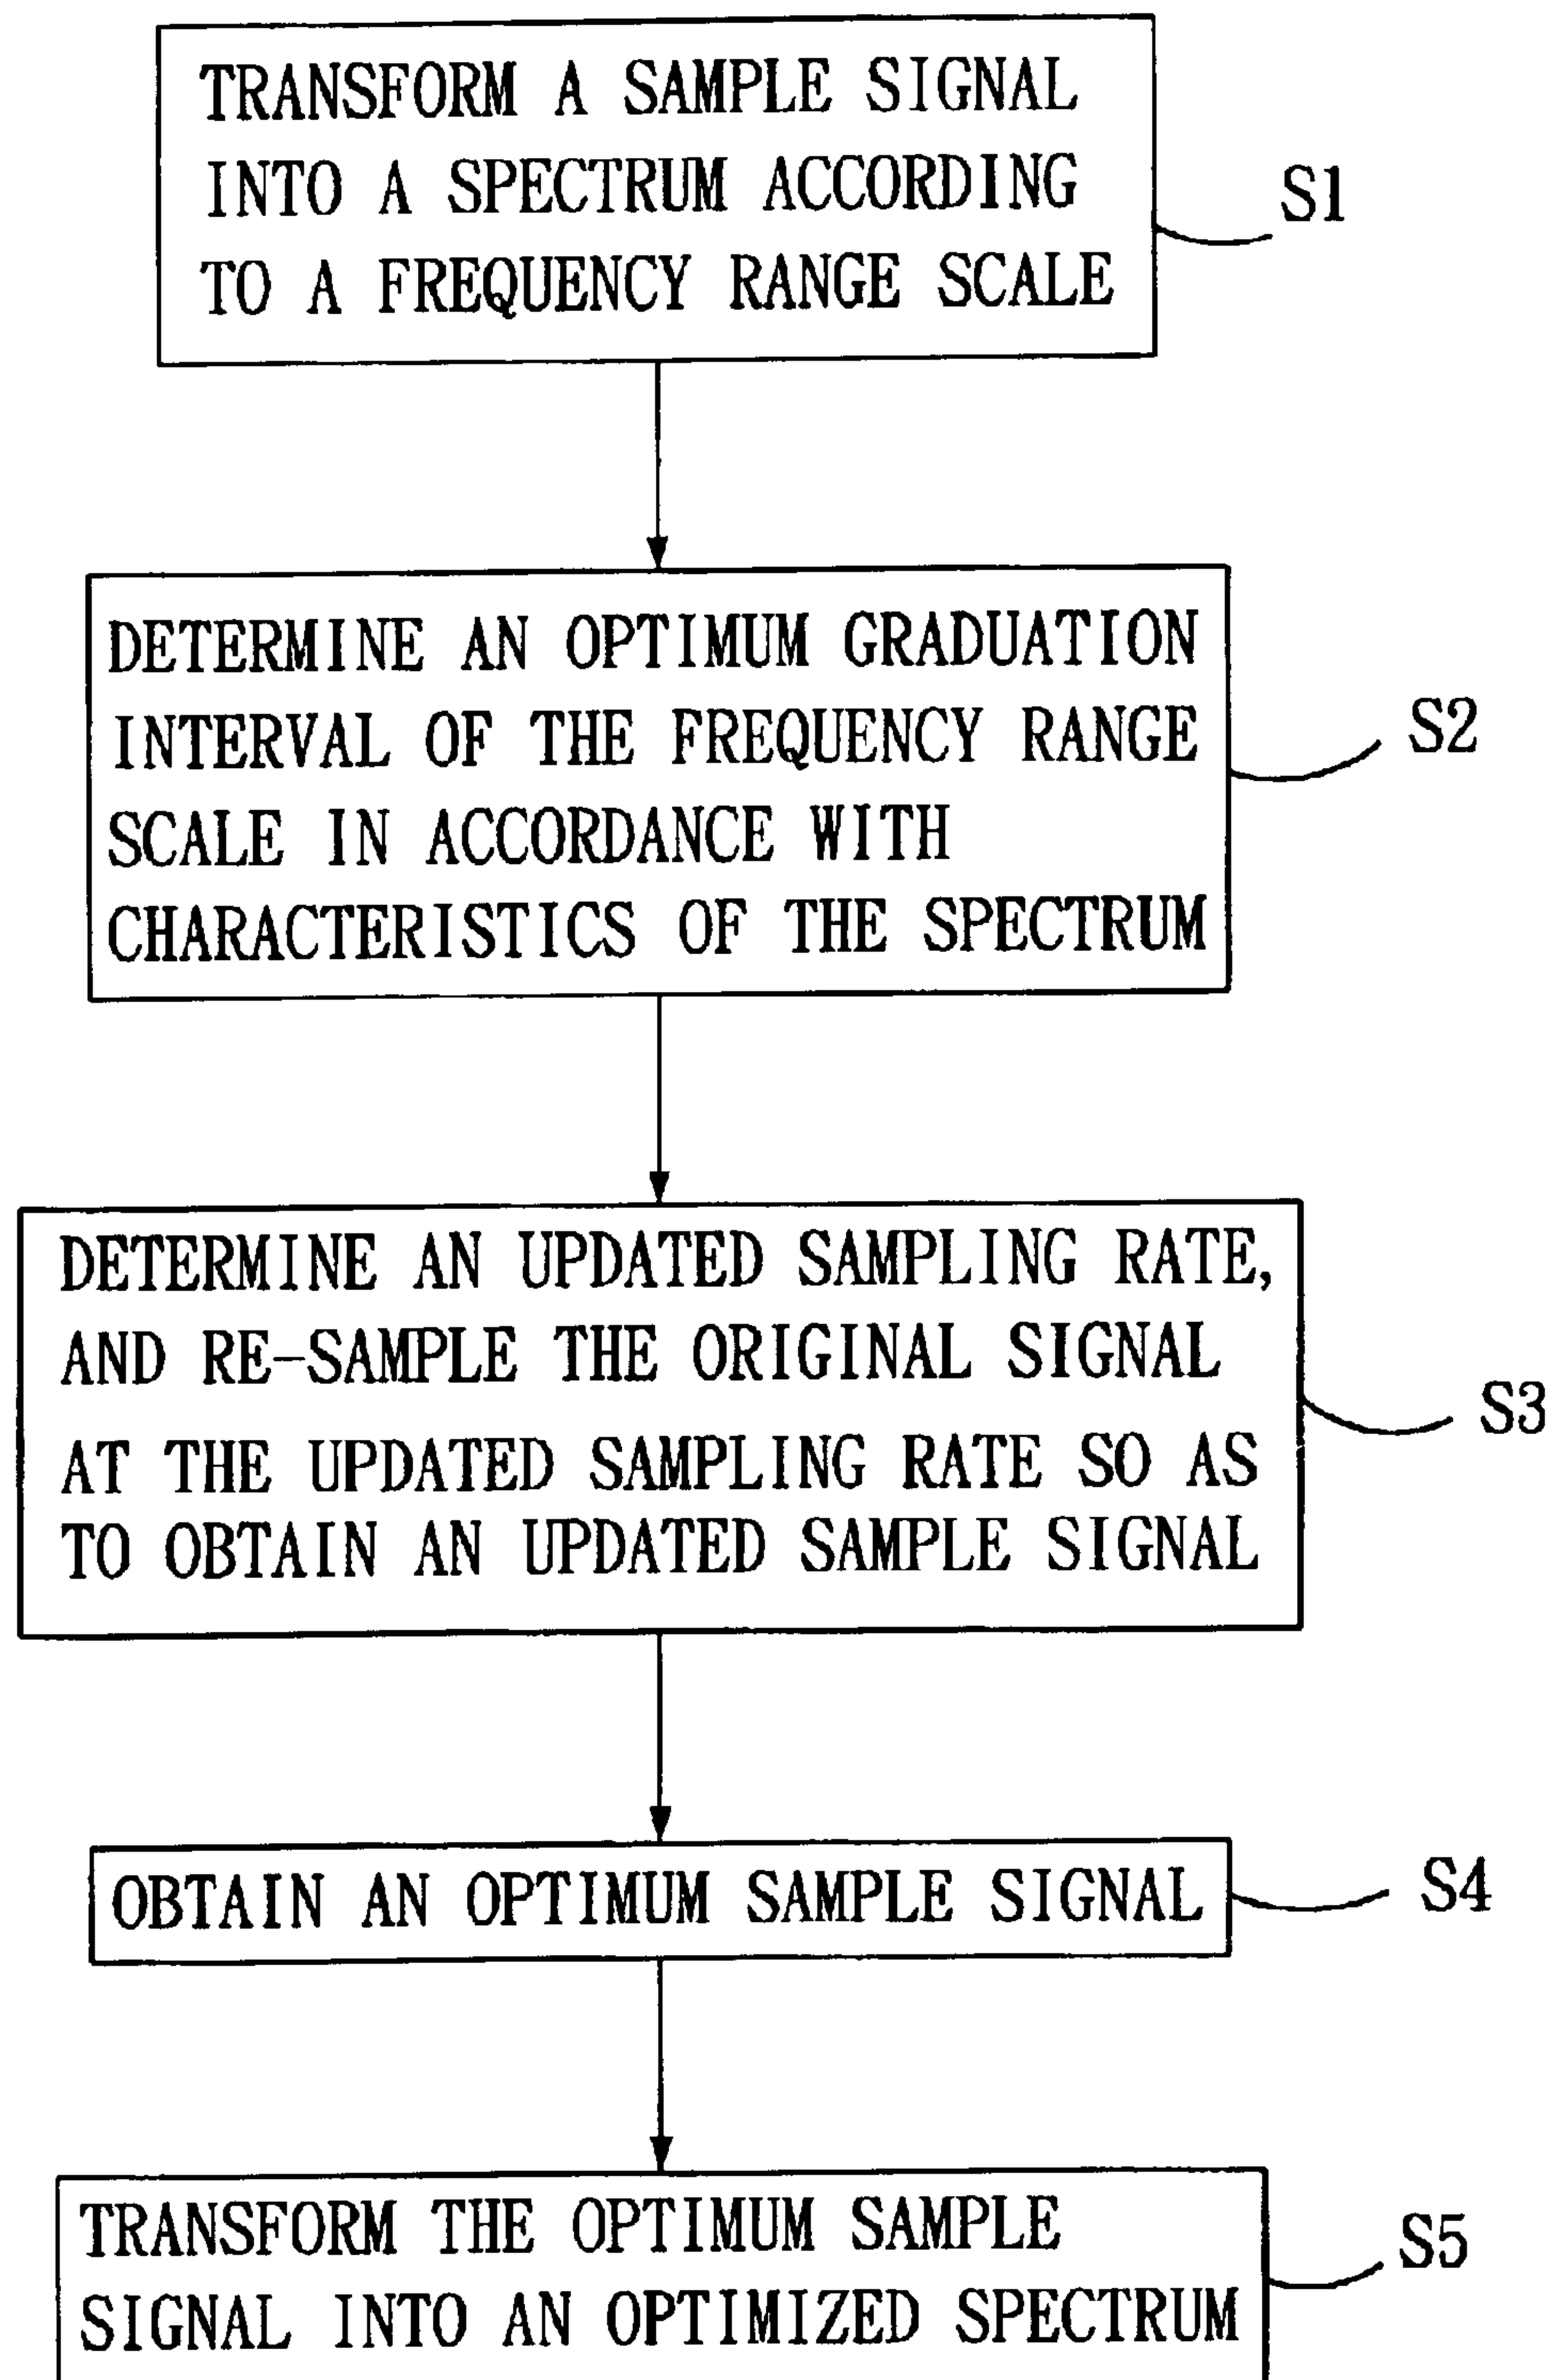 TRANSFORM A SAMPLE SIGNAL
INTO A SPECTRUM ACCORDING
TO A FREQUENCY RANGE SCALE
S1
DETERMINE AN OPTIMUM GRADUATION
INTERVAL OF THE FREQUENCY RANGE
SCALE IN ACCORDANCE WITH
CHARACTERISTICS OF THE SPECTRUM
S2
DETERMINE AN UPDATED SAMPLING RATE,
AND RE-SAMPLE THE ORIGINAL SIGNAL
AT THE UPDATED SAMPLING RATE SO AS
TO OBTAIN AN UPDATED SAMPLE SIGNAL
S3
OBTAIN AN OPTIMUM SAMPLE SIGNAL
S4
TRANSFORM THE OPTIMUM SAMPLE
SIGNAL INTO AN OPTIMIZED SPECTRUM
S5